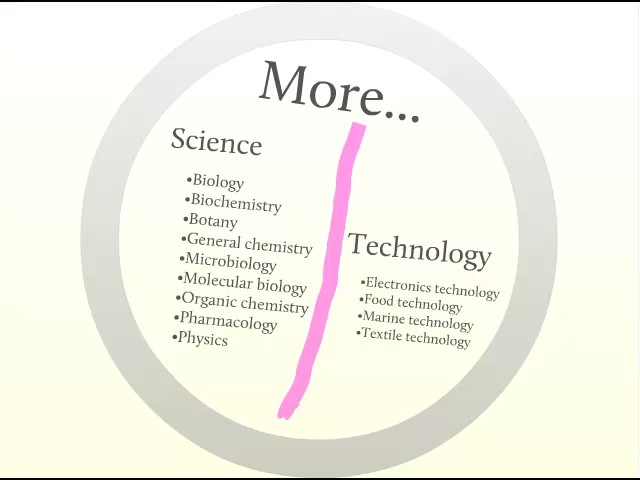 More...
Science
•Biology
•Biochemistry
•Botany
•General chemistry
•Microbiology
•Molecular biology
•Organic chemistry
•Pharmacology
•Physics
Technology
•Electronics technology
•Food technology
•Marine technology
•Textile technology